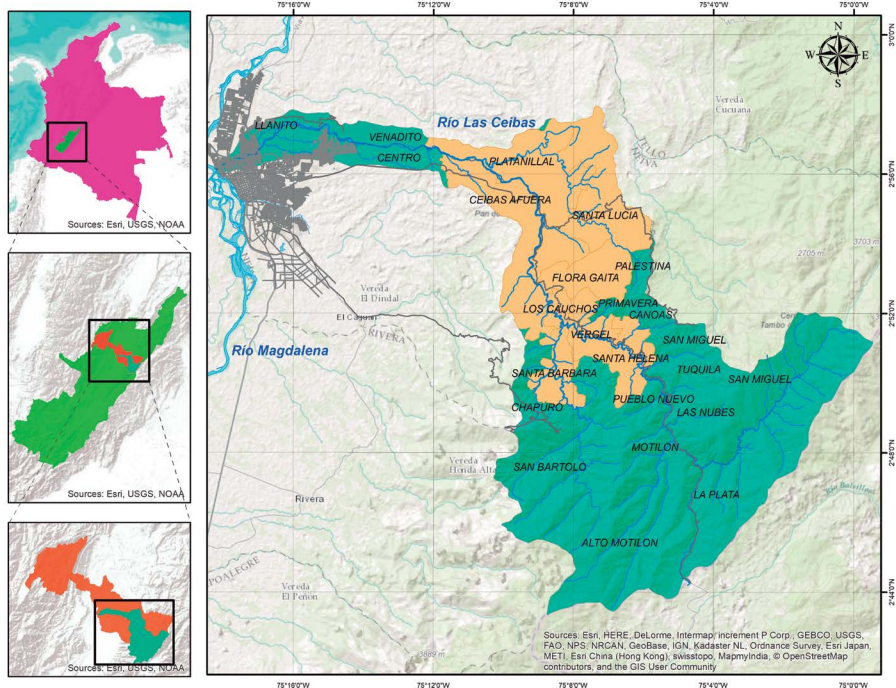 75°16'0"W
75°12'0"W
75°8'0"W
75°4'0"W
75°0'0"W
3°0'0"N
2°56'0"N
2°52'0"N
2°48'0"N
2°44'0"N
N
W
E
S
Sources: Esri, USGS, NOAA
Sources: Esri, USGS, NOAA
Sources: Esri, USGS, NOAA
Río Las Ceibas
Río Magdalena
Vereda
Cucuana
LLANITO
VENADITO
CENTRO
PLATANILLAL
NEIVA
CEIBAS AFUERA
SANTA LUCIA
3703 m
2705 m
PALESTINA
FLORA GAITA
Vereda
El Dindal
El Caguan
RIVERA
LOS CAUCHOS
PRIMAVERA
CANOAS
VERGEL
SAN MIGUEL
SANTA HELENA
TUQUILA
SANTA BARBARA
SAN MIGUEL
CHAPURO
PUEBLO NUEVO
LAS NUBES
MOTILON
Vereda
Honda Alta
SAN BARTOLO
LA PLATA
Rivera
ALTO MOTILON
POALEGRE
Vereda
El Peñón
3889 m
75°16'0"W
75°12'0"W
75°8'0"W
75°4'0"W
75°0'0"W
Sources: Esri, HERE, DeLorme, Intermap, increment P Corp., GEBCO, USGS,
FAO, NPS, NRCAN, GeoBase, IGN, Kadaster NL, Ordnance Survey, Esri Japan,
METI, Esri China (Hong Kong), swisstopo, MapmyIndia, © OpenStreetMap
contributors, and the GIS User Community